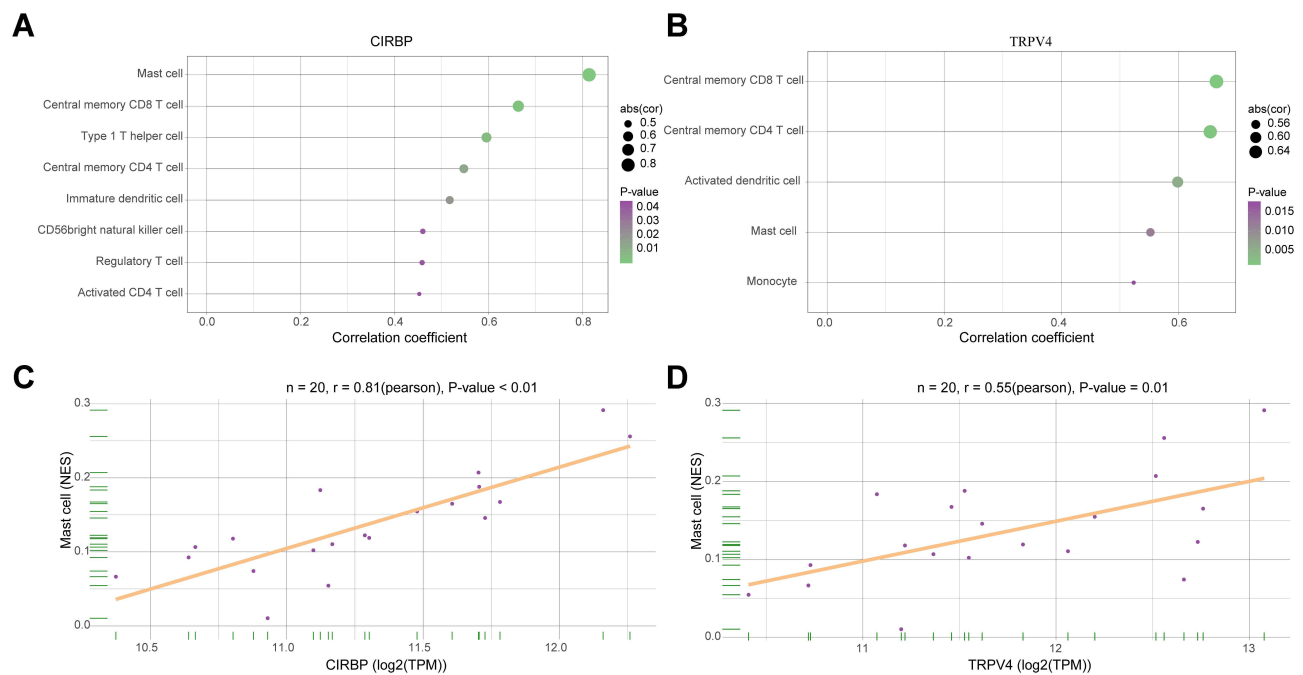 A
CIRBP
Mast cell
Central memory CD8 T cell
Type 1 T helper cell
Central memory CD4 T cell
Immature dendritic cell
CD56bright natural killer cell
Regulatory T cell
Activated CD4 T cell
0.0 0.2 0.4 0.6 0.8
Correlation coefficient
abs(cor)
0.5
0.6
0.7
0.8
P-value
0.04
0.03
0.02
0.01
B
TRPV4
Central memory CD8 T cell
Central memory CD4 T cell
Activated dendritic cell
Mast cell
Monocyte
0.0 0.2 0.4 0.6
Correlation coefficient
abs(cor)
0.56
0.60
0.64
P-value
0.015
0.010
0.005
C
n = 20, r = 0.81(pearson), P-value < 0.01
Mast cell (NES)
0.3
0.2
0.1
0.0
10.5 11.0 11.5 12.0
CIRBP (log2(TPM))
D
n = 20, r = 0.55(pearson), P-value = 0.01
Mast cell (NES)
0.3
0.2
0.1
0.0
11 12 13
TRPV4 (log2(TPM))